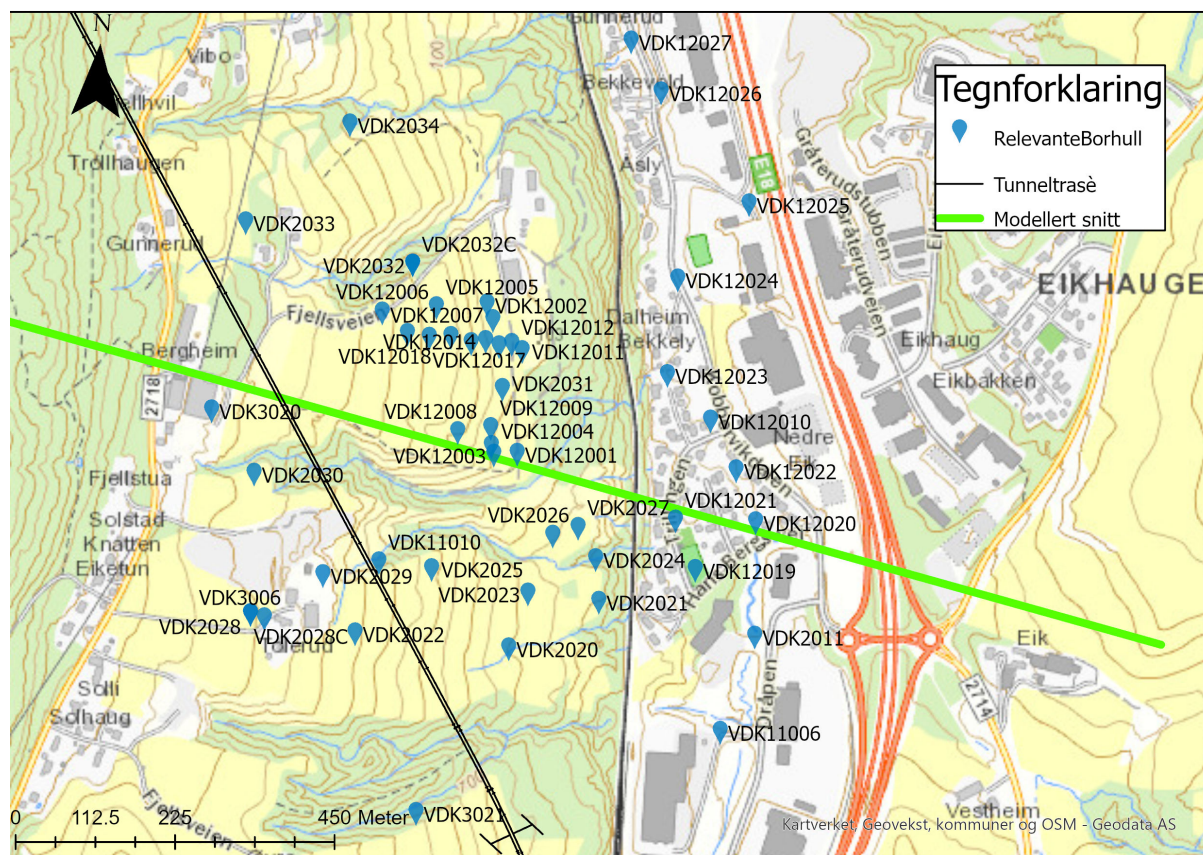 N
Gunnerud
VDK12027
Vibo
Bekkevold
VDK12026
Tegnforklaring
RelevanteBorhull
Tunneltrasè
Modellert snitt
VDK2034
Trollhaugen
Åsly
E18
Gråterudstubben
Gråterudveien
VDK12025
VDK2033
Gunnerud
VDK2032C
VDK2032
VDK12024
EIKHAUGE
VDK12006
VDK12005
VDK12002
Fjellsveien
VDK12007
Dalheim
VDK12012
VDK12014
Bekkely
VDK12018
VDK12017
VDK12011
Bergheim
Eikhaug
VDK12023
Eikbakken
2718
VDK2031
VDK3020
VDK12008
VDK12009
VDK12010
VDK12004
Nedre
Eik
VDK12003
VDK12001
VDK12022
VDK2030
Fjellstua
VDK12021
VDK2027
VDK2026
VDK12020
Solstad
Knatten
Eiketun
VDK11010
VDK2024
VDK2025
VDK12019
VDK2029
VDK2023
VDK3006
VDK2021
VDK2028
VDK2028C
VDK2022
VDK2011
Eik
VDK2020
Solli
Solhaug
2714
Dråpen
VDK11006
100
Fjellsveien
VDK3021
Vestheim
0 112.5 225 450 Meter
Kartverket, Geovekst, kommuner og OSM - Geodata AS